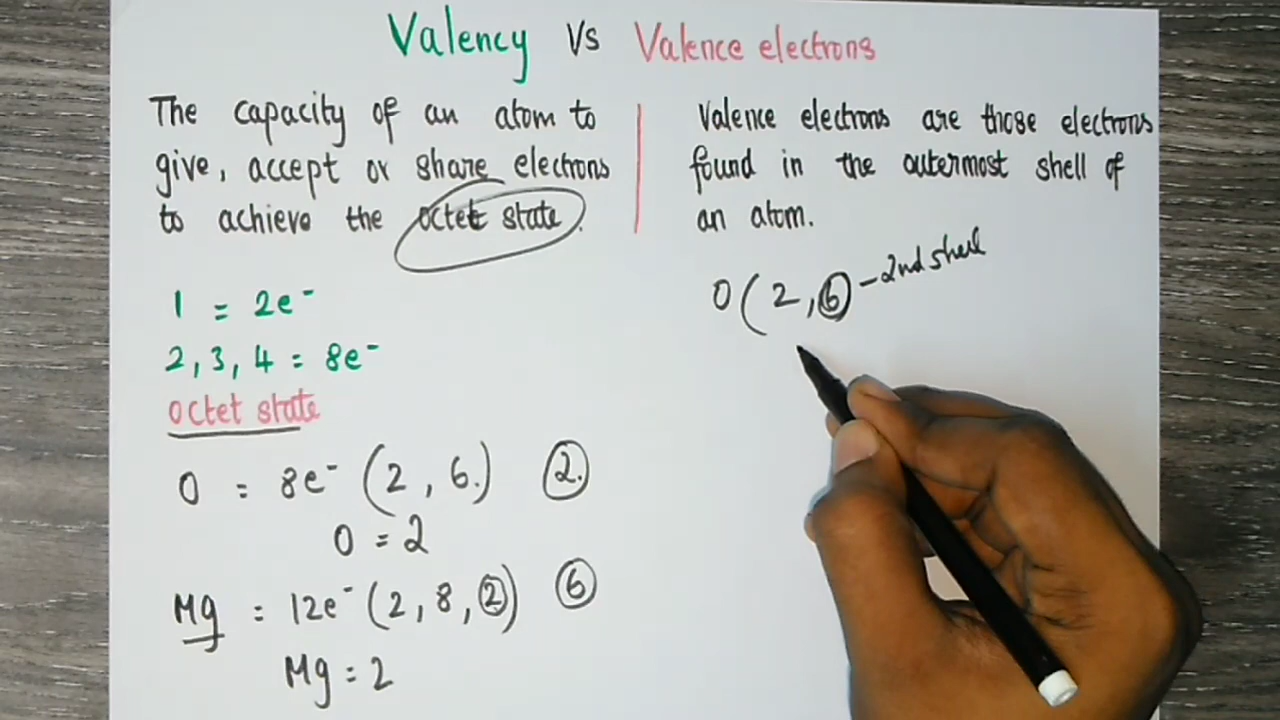 Valency Vs Valence electrons
The capacity of an atom to
give, accept or share electrons
to achieve the octet state.
1 = 2e⁻
2, 3, 4 = 8e⁻
octet state
O = 8e⁻ (2, 6.) 2.
O = 2
Mg = 12e⁻ (2, 8, 2) 6
Mg = 2
Valence electrons are those electrons
found in the outermost shell of
an atom.
O (2, 6 - 2nd shell